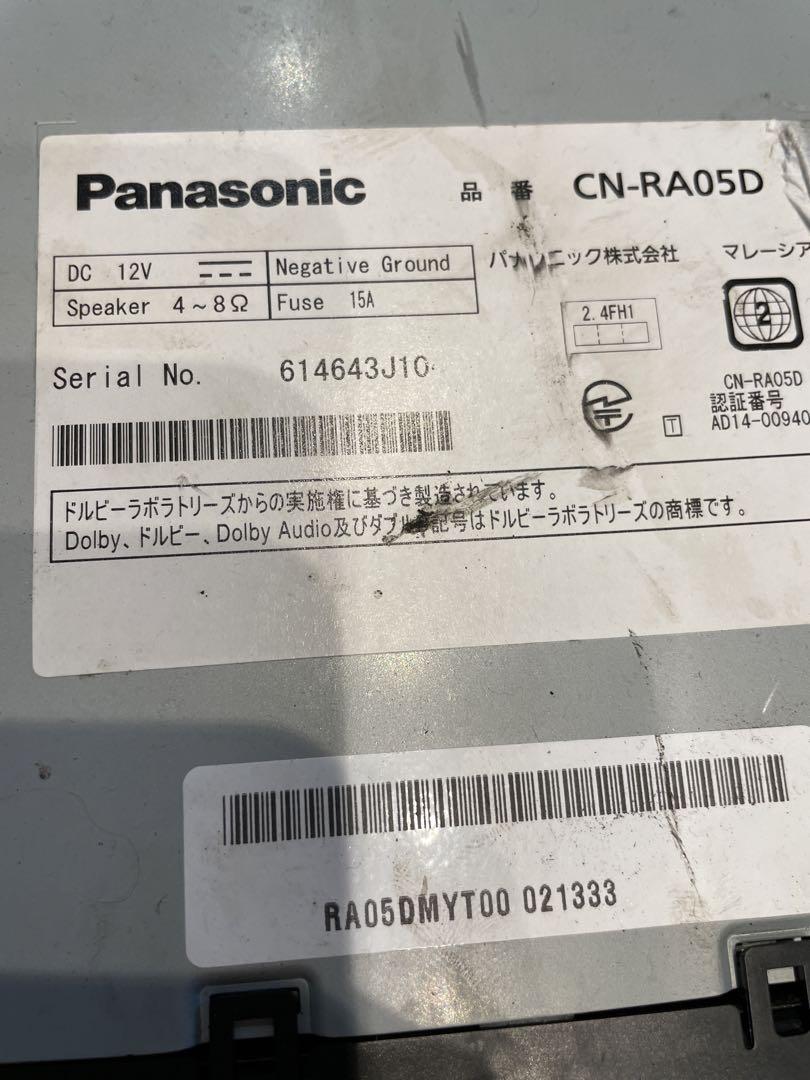 Panasonic 品番 CN-RA05D
DC 12V Negative Ground
Speaker 4~8Ω Fuse 15A
パナソニック株式会社 マレーシア
2.4FH1
2
Serial No. 614643J10
CN-RA05D
認証番号
T AD14-00940
ドルビーラボラトリーズからの実施権に基づき製造されています。
Dolby、ドルビー、Dolby Audio及びダブルD記号はドルビーラボラトリーズの商標です。
RA05DMYT00 021333